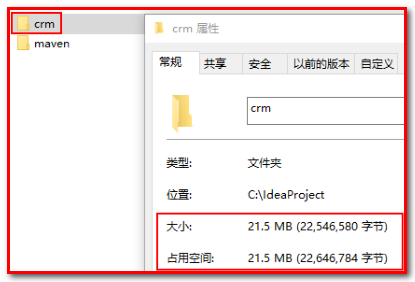 crm
maven
crm 属性
常规 共享 安全 以前的版本 自定义
crm
类型: 文件夹
位置: C:\IdeaProject
大小: 21.5 MB (22,546,580 字节)
占用空间: 21.5 MB (22,646,784 字节)